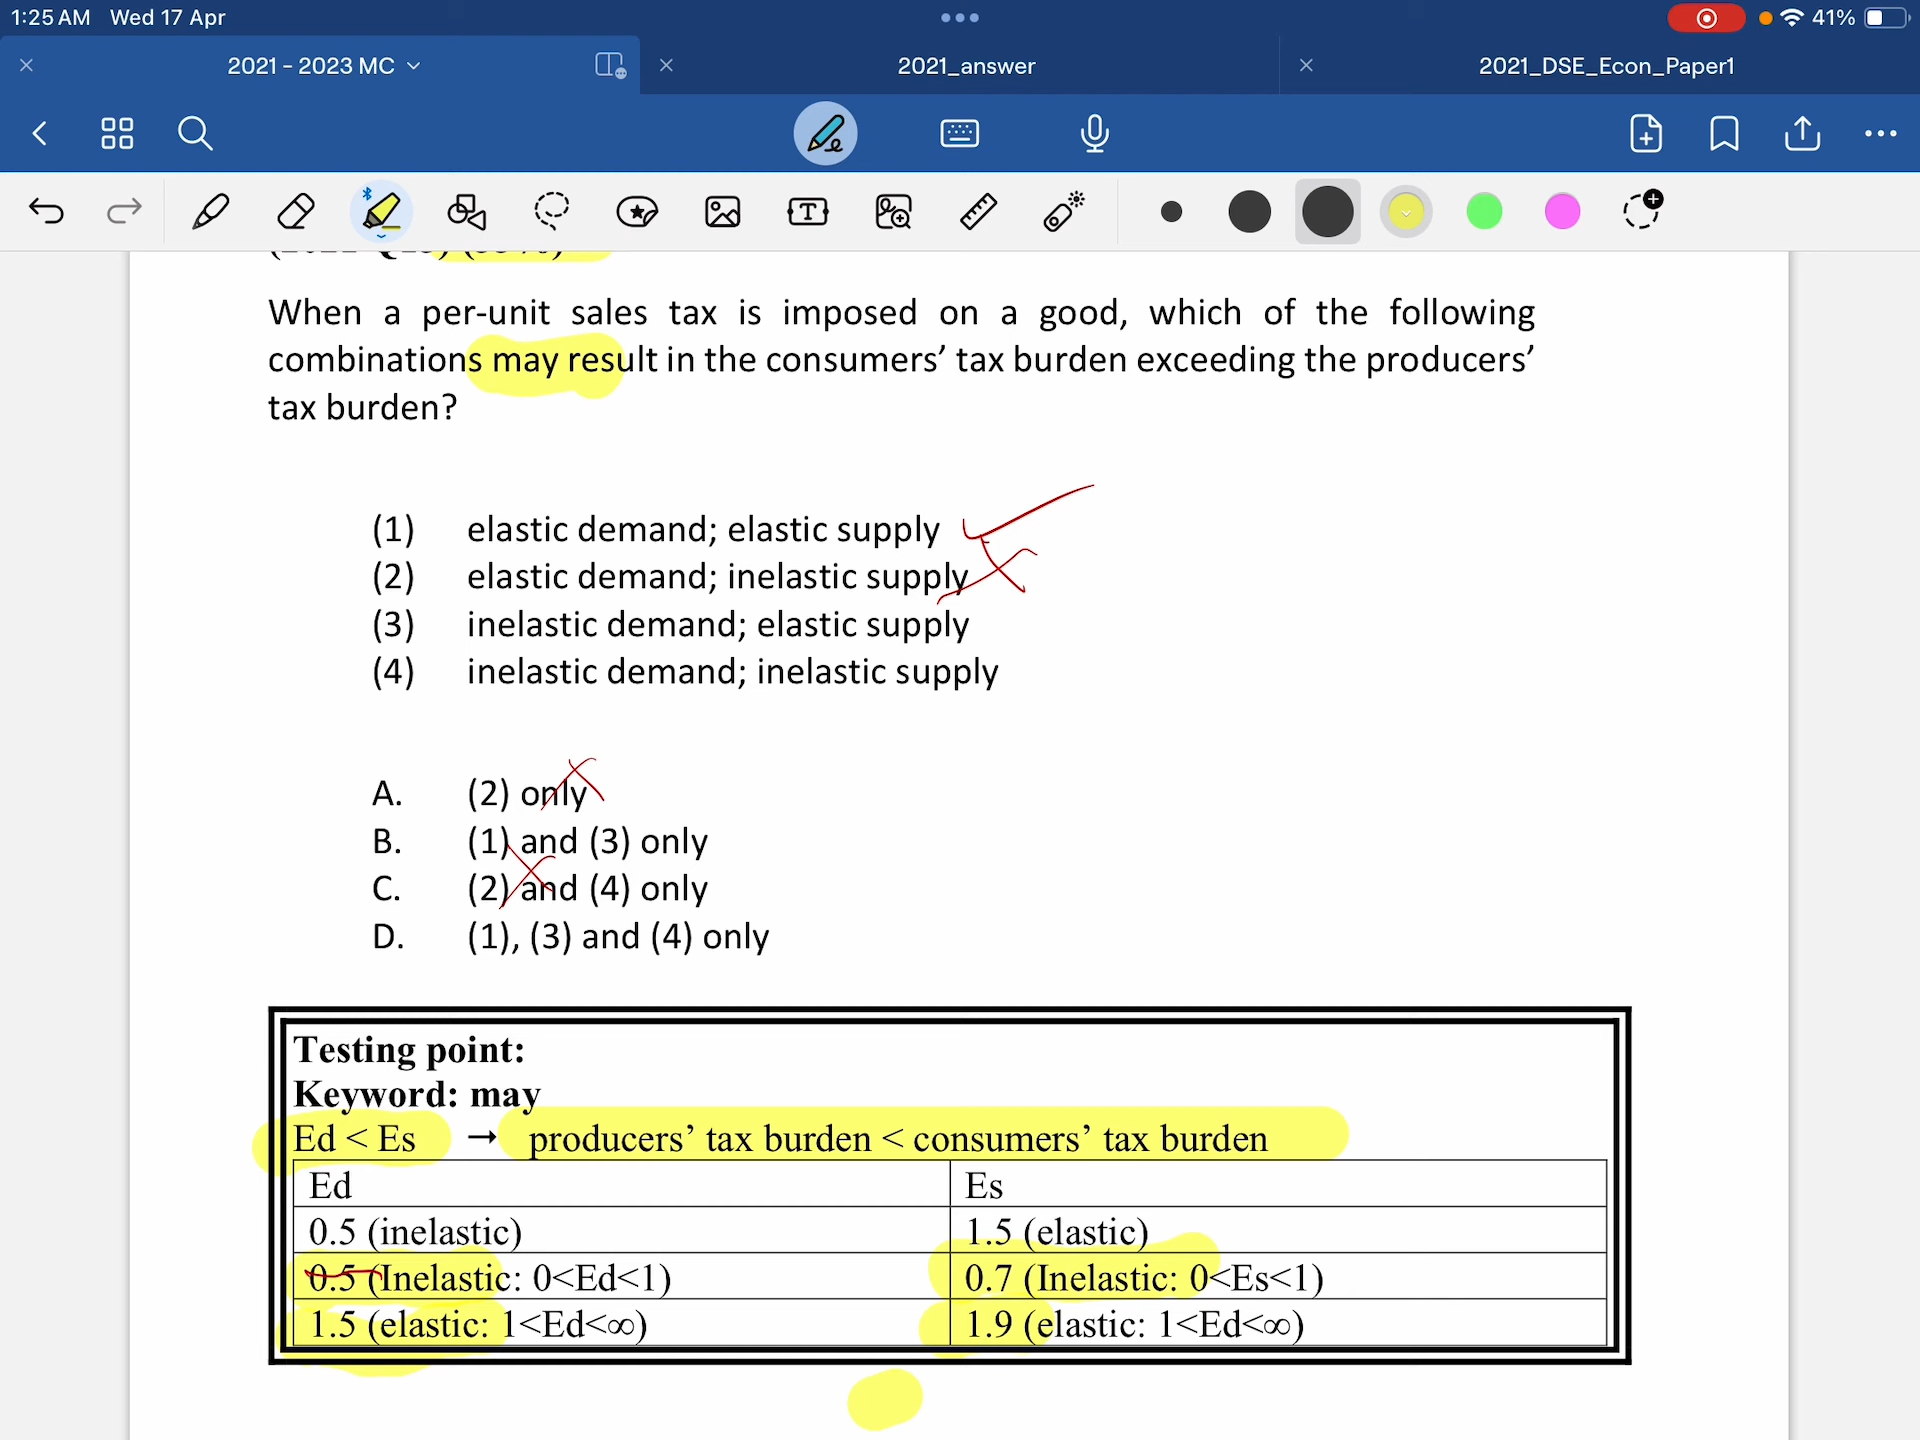 1:25 AM Wed 17 Apr
41%
2021 - 2023 MC
2021_answer
2021_DSE_Econ_Paper1
When a per-unit sales tax is imposed on a good, which of the following
combinations may result in the consumers’ tax burden exceeding the producers’
tax burden?
(1) elastic demand; elastic supply
(2) elastic demand; inelastic supply
(3) inelastic demand; elastic supply
(4) inelastic demand; inelastic supply
A. (2) only
B. (1) and (3) only
C. (2) and (4) only
D. (1), (3) and (4) only
Testing point:
Keyword: may
Ed < Es → producers’ tax burden < consumers’ tax burden
Ed Es
0.5 (inelastic) 1.5 (elastic)
0.5 (Inelastic: 0<Ed<1) 0.7 (Inelastic: 0<Es<1)
1.5 (elastic: 1<Ed<∞) 1.9 (elastic: 1<Ed<∞)